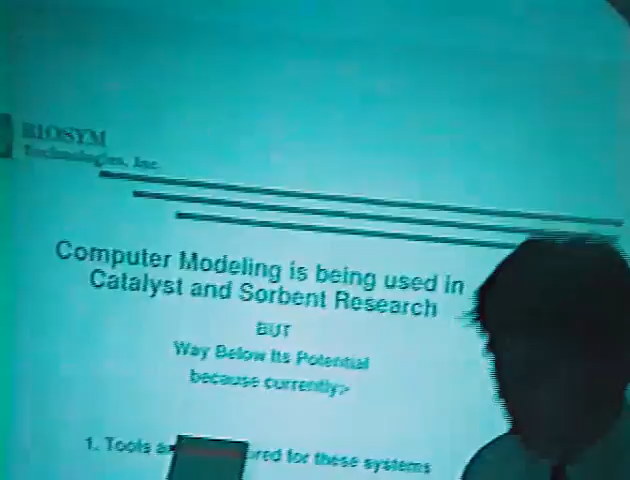 BIOSYM
Technologies, Inc.
Computer Modeling is being used in
Catalyst and Sorbent Research
BUT
Way Below Its Potential
because currently>
1. Tools for these systems